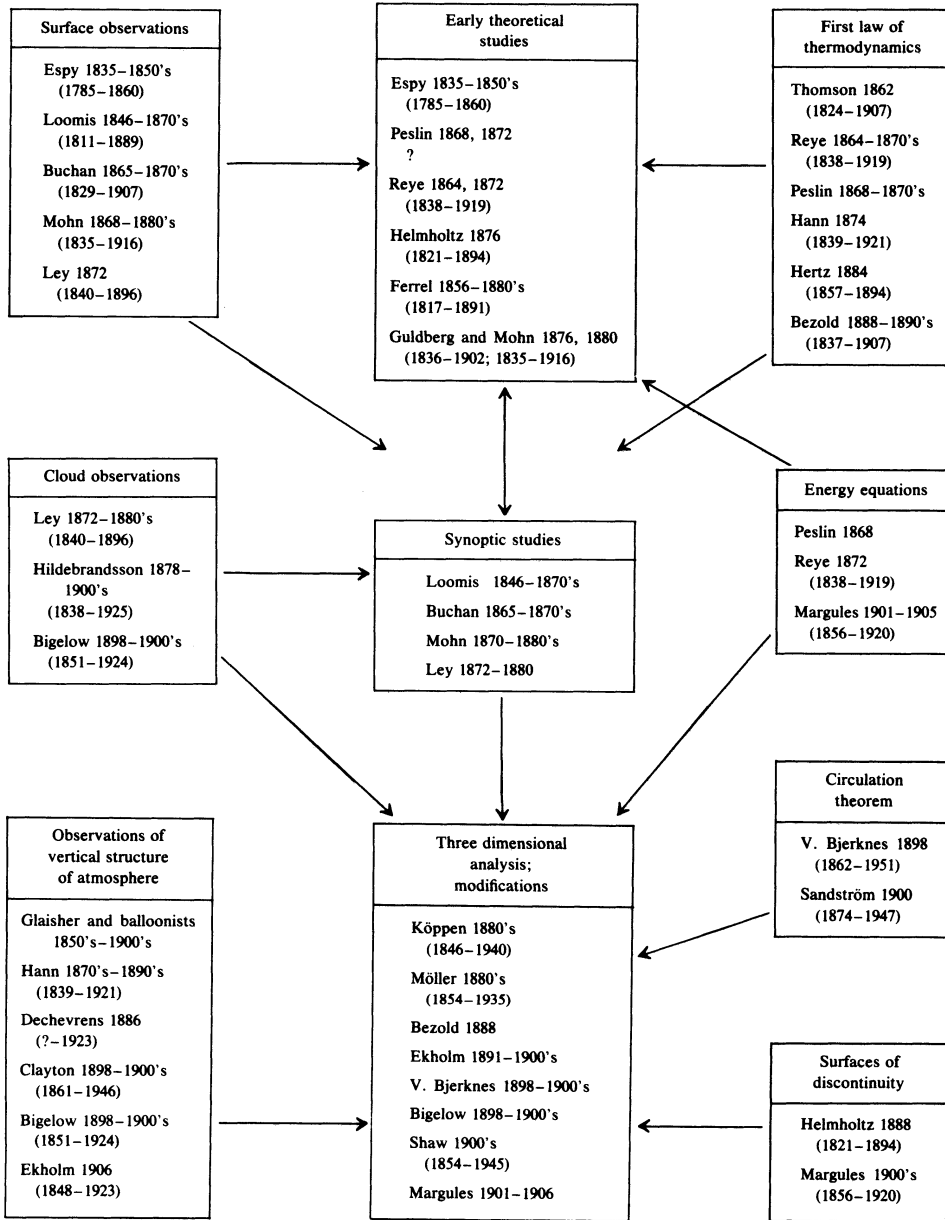 Surface observations
Espy 1835–1850's
(1785–1860)
Loomis 1846–1870's
(1811–1889)
Buchan 1865–1870's
(1829–1907)
Mohn 1868–1880's
(1835–1916)
Ley 1872
(1840–1896)
Early theoretical
studies
Espy 1835–1850's
(1785–1860)
Peslin 1868, 1872
?
Reye 1864, 1872
(1838–1919)
Helmholtz 1876
(1821–1894)
Ferrel 1856–1880's
(1817–1891)
Guldberg and Mohn 1876, 1880
(1836–1902; 1835–1916)
First law of
thermodynamics
Thomson 1862
(1824–1907)
Reye 1864–1870's
(1838–1919)
Peslin 1868–1870's
Hann 1874
(1839–1921)
Hertz 1884
(1857–1894)
Bezold 1888–1890's
(1837–1907)
Cloud observations
Ley 1872–1880's
(1840–1896)
Hildebrandsson 1878–
1900's
(1838–1925)
Bigelow 1898–1900's
(1851–1924)
Synoptic studies
Loomis 1846–1870's
Buchan 1865–1870's
Mohn 1870–1880's
Ley 1872–1880
Energy equations
Peslin 1868
Reye 1872
(1838–1919)
Margules 1901–1905
(1856–1920)
Observations of
vertical structure
of atmosphere
Glaisher and balloonists
1850's–1900's
Hann 1870's–1890's
(1839–1921)
Dechevrens 1886
(?–1923)
Clayton 1898–1900's
(1861–1946)
Bigelow 1898–1900's
(1851–1924)
Ekholm 1906
(1848–1923)
Three dimensional
analysis;
modifications
Köppen 1880's
(1846–1940)
Möller 1880's
(1854–1935)
Bezold 1888
Ekholm 1891–1900's
V. Bjerknes 1898–1900's
Bigelow 1898–1900's
Shaw 1900's
(1854–1945)
Margules 1901–1906
Circulation
theorem
V. Bjerknes 1898
(1862–1951)
Sandström 1900
(1874–1947)
Surfaces of
discontinuity
Helmholtz 1888
(1821–1894)
Margules 1900's
(1856–1920)